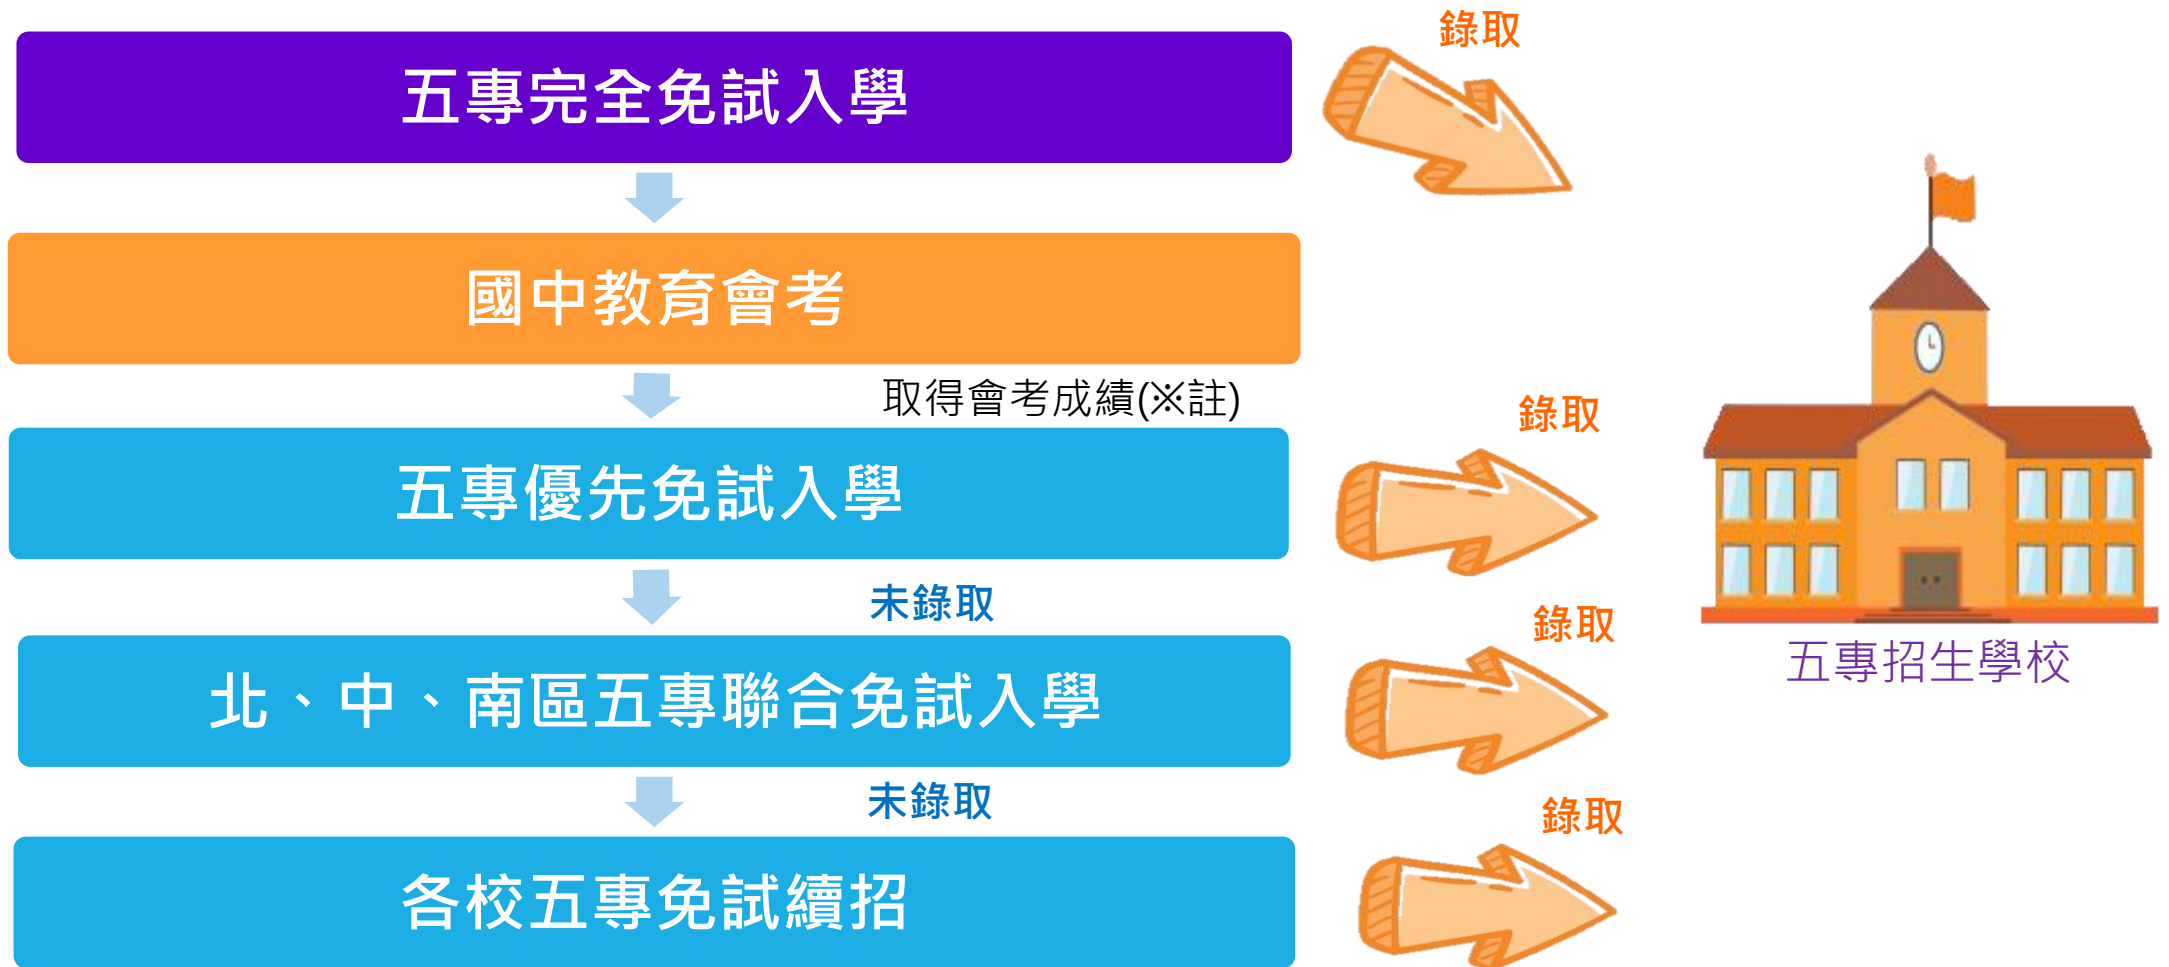 錄取
五專完全免試入學
國中教育會考
取得會考成績(※註)
錄取
五專優先免試入學
未錄取
錄取
北、中、南區五專聯合免試入學
五專招生學校
未錄取
錄取
各校五專免試續招